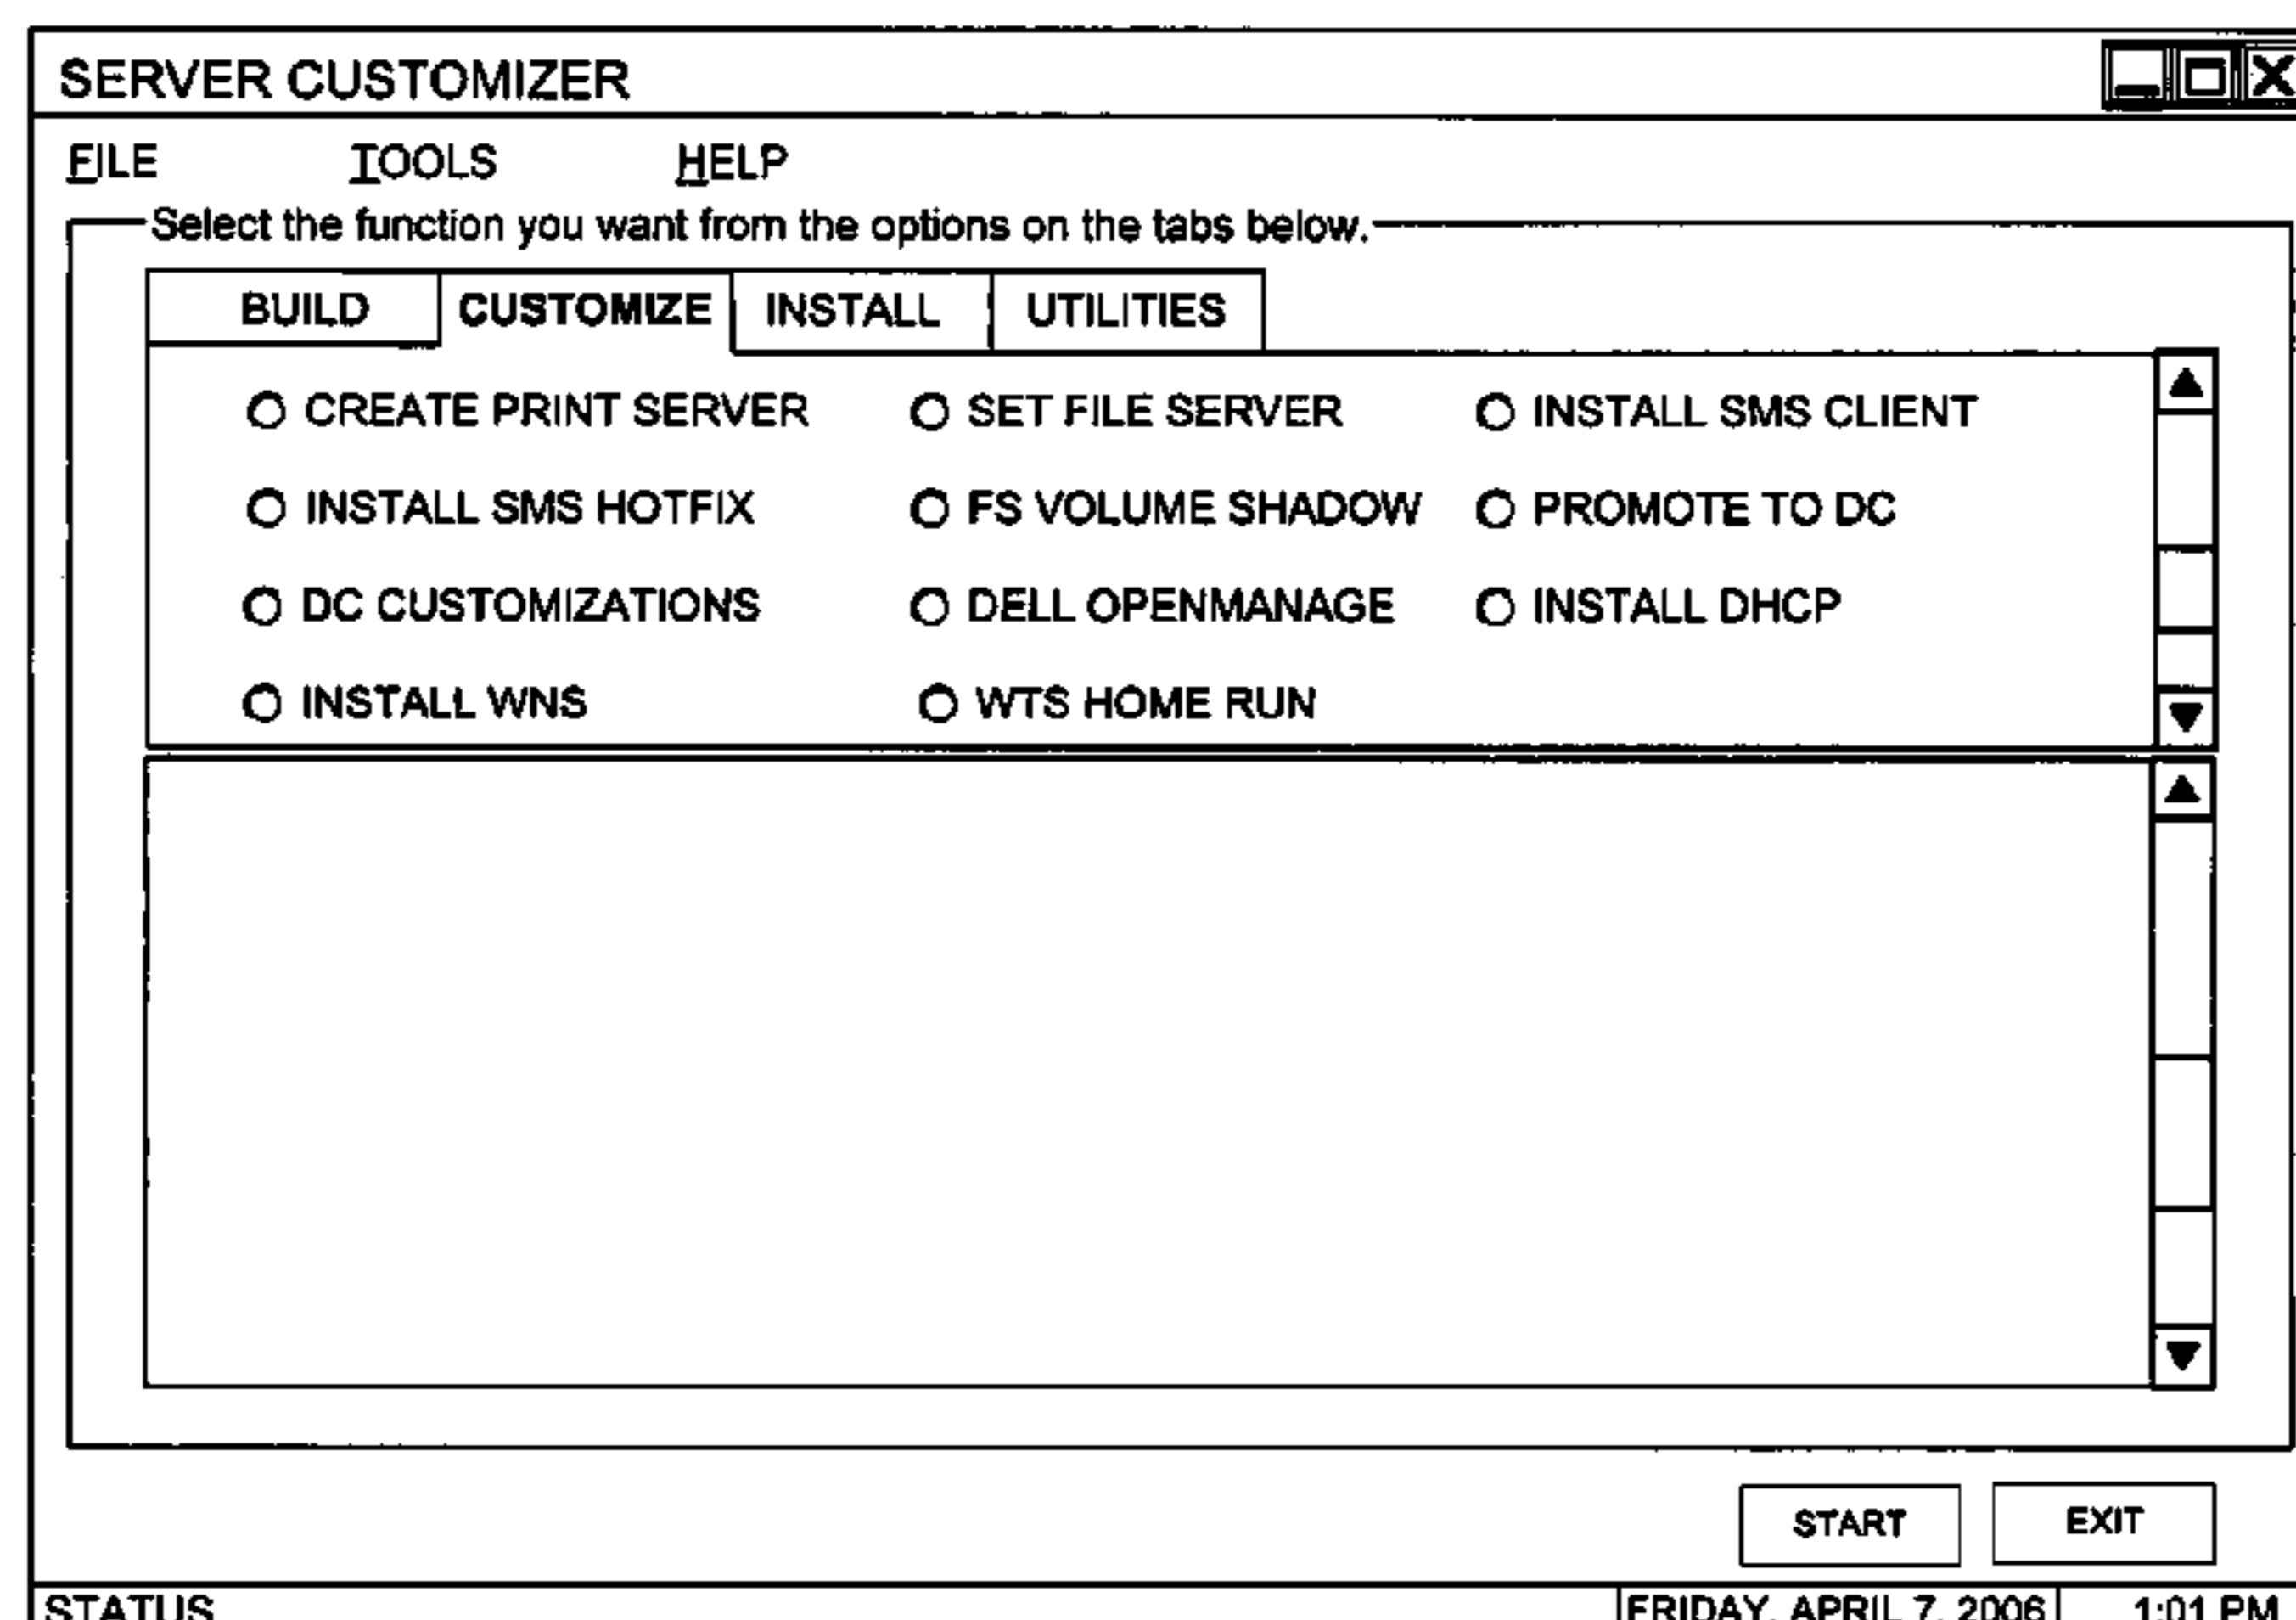 SERVER CUSTOMIZER
FILE TOOLS HELP
Select the function you want from the options on the tabs below.
BUILD CUSTOMIZE INSTALL UTILITIES
CREATE PRINT SERVER SET FILE SERVER INSTALL SMS CLIENT
INSTALL SMS HOTFIX FS VOLUME SHADOW PROMOTE TO DC
DC CUSTOMIZATIONS DELL OPENMANAGE INSTALL DHCP
INSTALL WNS WTS HOME RUN
START EXIT
STATUS FRIDAY, APRIL 7, 2006 1:01 PM